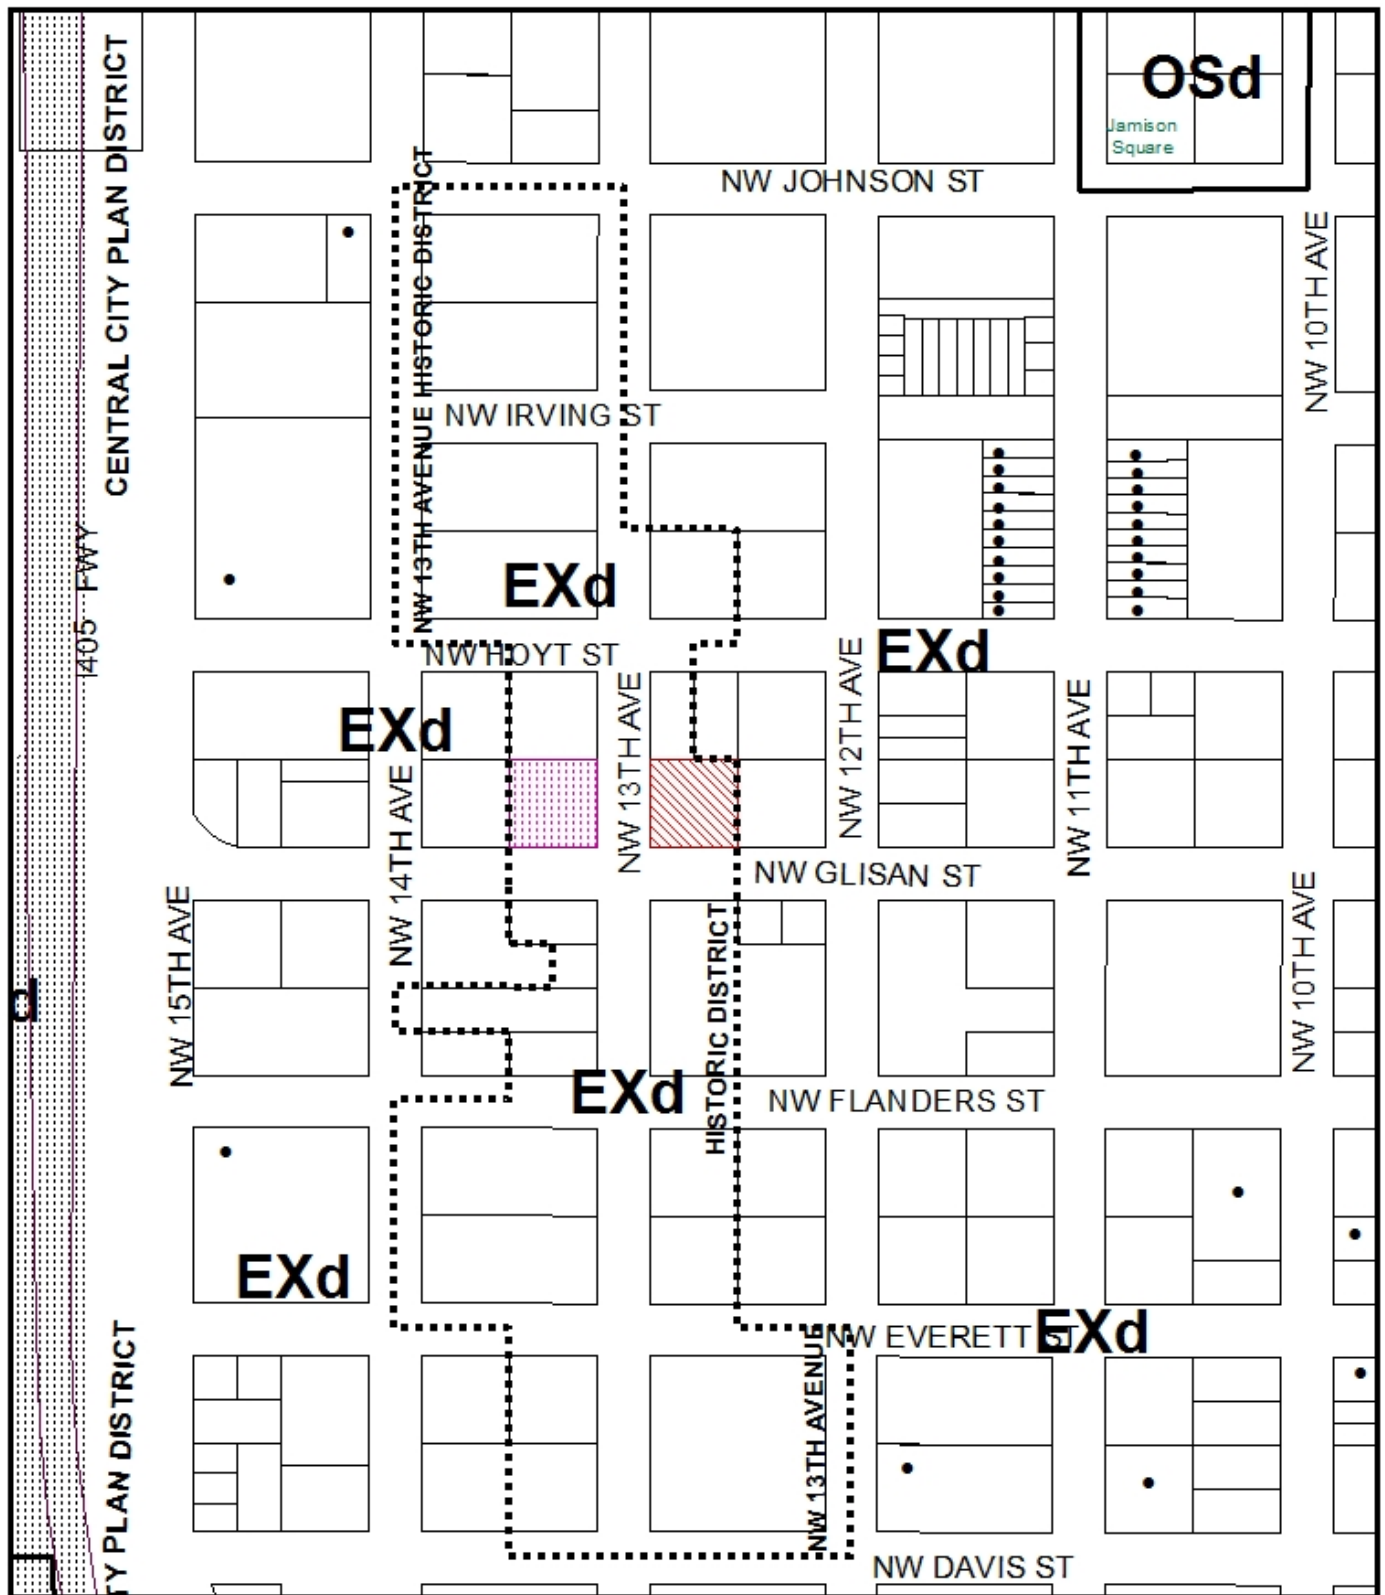 CENTRAL CITY PLAN DISTRICT
OSd
Jamison
Square
NW JOHNSON ST
NW 13TH AVENUE HISTORIC DISTRICT
NW 10TH AVE
NW IRVING ST
I405 FWY
EXd
NW HOYT ST
EXd
EXd
NW 14TH AVE
NW 13TH AVE
NW 12TH AVE
NW 11TH AVE
NW GLISAN ST
NW 15TH AVE
NW 10TH AVE
d
HISTORIC DISTRICT
EXd
NW FLANDERS ST
EXd
NW 13TH AVENUE
NW EVERETT ST
EXd
TY PLAN DISTRICT
NW DAVIS ST